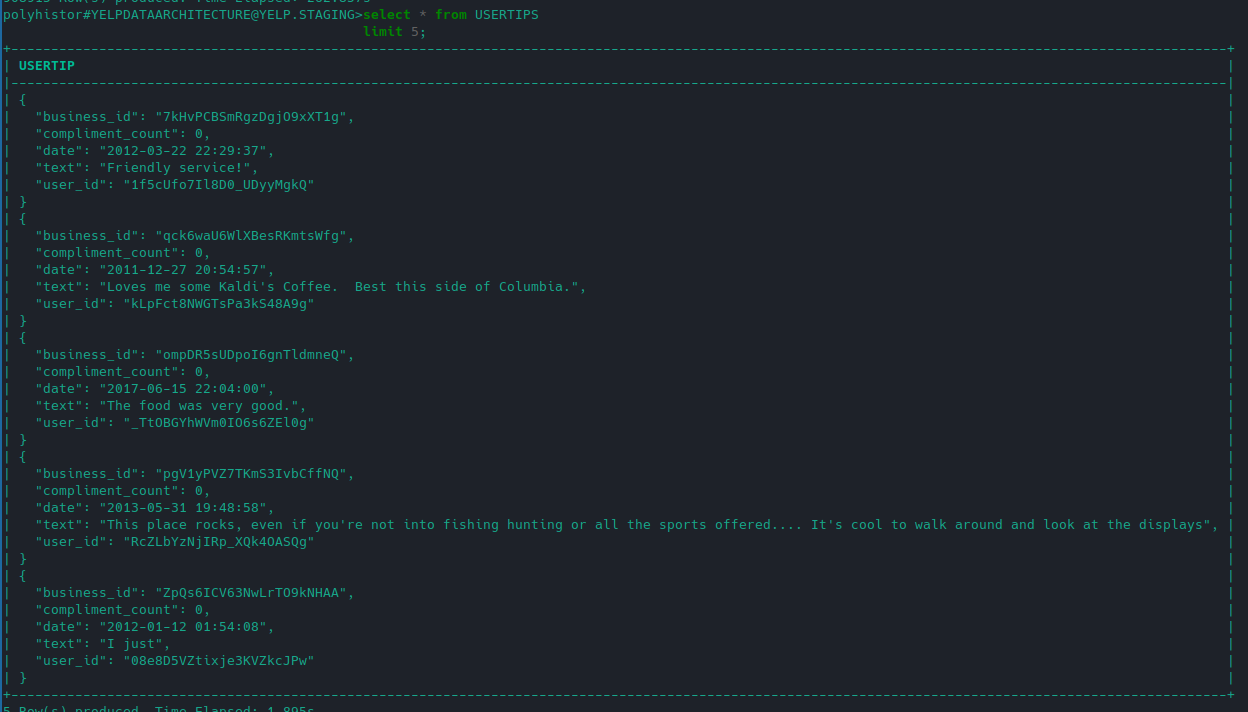 polyhistor#YELPDATAARCHITECTURE@YELP.STAGING>select * from USERTIPS
limit 5;
+--------------------------------------------------------------------------------------------------------------------------------------------------------+
| USERTIP |
|--------------------------------------------------------------------------------------------------------------------------------------------------------|
| { |
| "business_id": "7kHvPCBSmRgzDgjO9xXT1g", |
| "compliment_count": 0, |
| "date": "2012-03-22 22:29:37", |
| "text": "Friendly service!", |
| "user_id": "1f5cUfo7Il8D0_UDyyMgkQ" |
| } |
| { |
| "business_id": "qck6waU6WlXBesRKmtsWfg", |
| "compliment_count": 0, |
| "date": "2011-12-27 20:54:57", |
| "text": "Loves me some Kaldi's Coffee.  Best this side of Columbia.", |
| "user_id": "kLpFct8NWGTsPa3kS48A9g" |
| } |
| { |
| "business_id": "ompDR5sUDpoI6gnTldmneQ", |
| "compliment_count": 0, |
| "date": "2017-06-15 22:04:00", |
| "text": "The food was very good.", |
| "user_id": "_TtOBGYhWVm0IO6s6ZEl0g" |
| } |
| { |
| "business_id": "pgV1yPVZ7TKmS3IvbCffNQ", |
| "compliment_count": 0, |
| "date": "2013-05-31 19:48:58", |
| "text": "This place rocks, even if you're not into fishing hunting or all the sports offered.... It's cool to walk around and look at the displays", |
| "user_id": "RcZLbYzNjIRp_XQk4OASQg" |
| } |
| { |
| "business_id": "ZpQs6ICV63NwLrTO9kNHAA", |
| "compliment_count": 0, |
| "date": "2012-01-12 01:54:08", |
| "text": "I just", |
| "user_id": "08e8D5VZtixje3KVZkcJPw" |
| } |
+--------------------------------------------------------------------------------------------------------------------------------------------------------+
5 Row(s) produced. Time Elapsed: 1.895s